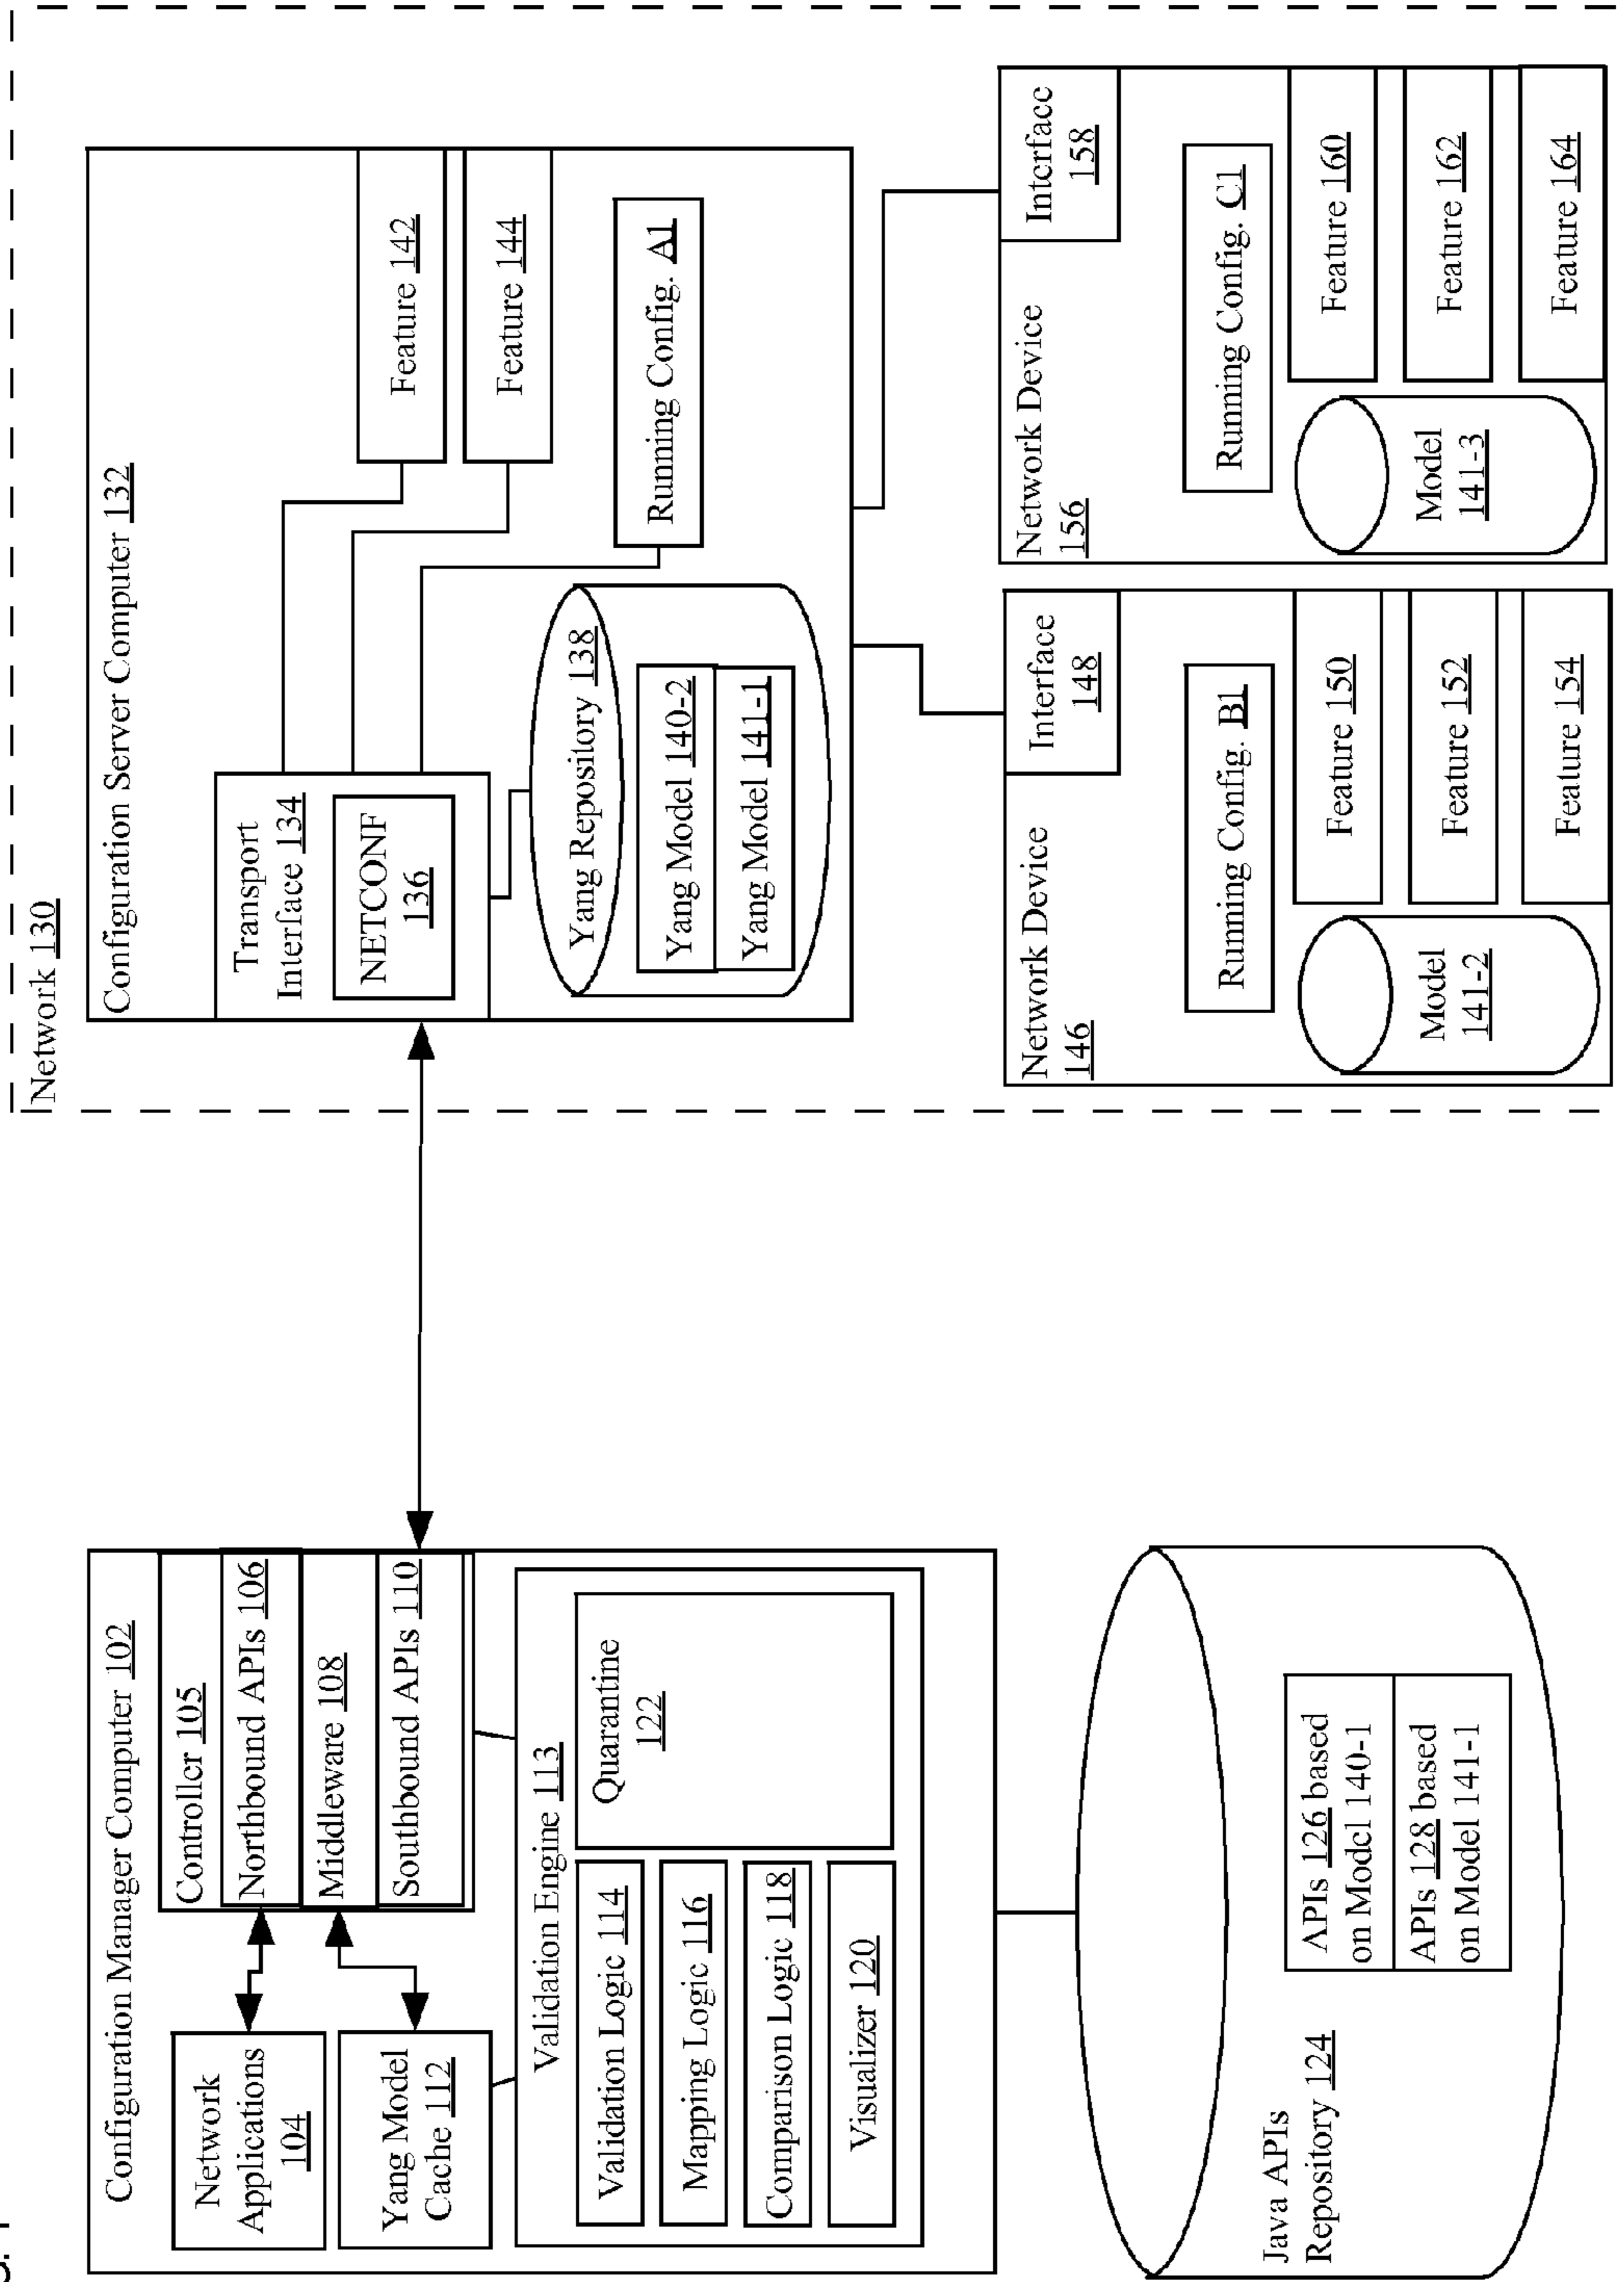 Configuration Manager Computer 102
Network
Applications
104
Controller 105
Northbound APIs 106
Middleware 108
Southbound APIs 110
Yang Model
Cache 112
Validation Engine 113
Validation Logic 114
Mapping Logic 116
Comparison Logic 118
Visualizer 120
Quarantine
122
Java APIs
Repository 124
APIs 126 based
on Model 140-1
APIs 128 based
on Model 141-1
Network 130
Configuration Server Computer 132
Transport
Interface 134
NETCONF
136
Feature 142
Feature 144
Running Config. A1
Yang Repository 138
Yang Model 140-2
Yang Model 141-1
Network Device
146
Interface
148
Running Config. B1
Feature 150
Feature 152
Feature 154
Model
141-2
Network Device
156
Interface
158
Running Config. C1
Feature 160
Feature 162
Feature 164
Model
141-3